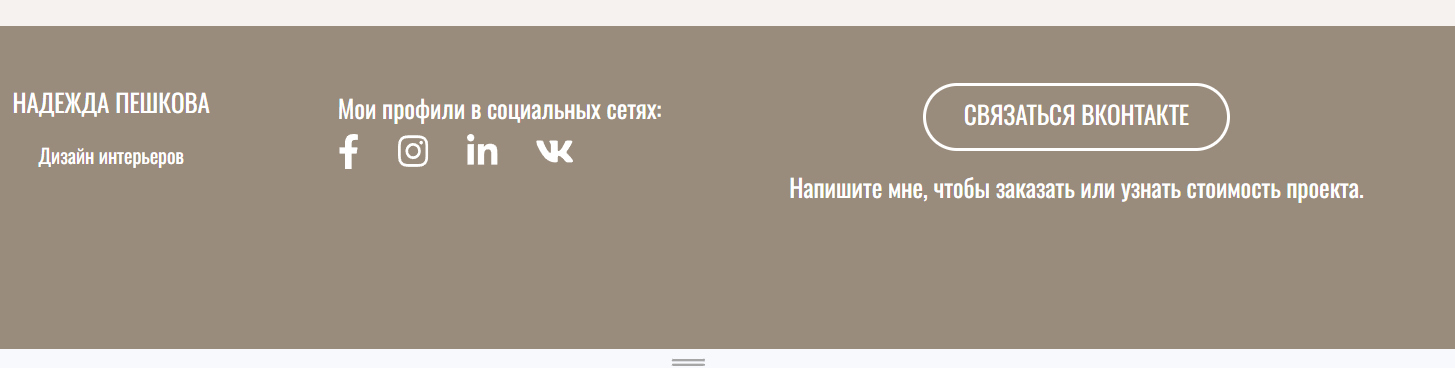 НАДЕЖДА ПЕШКОВА
Дизайн интерьеров
Мои профили в социальных сетях:
СВЯЗАТЬСЯ ВКОНТАКТЕ
Напишите мне, чтобы заказать или узнать стоимость проекта.